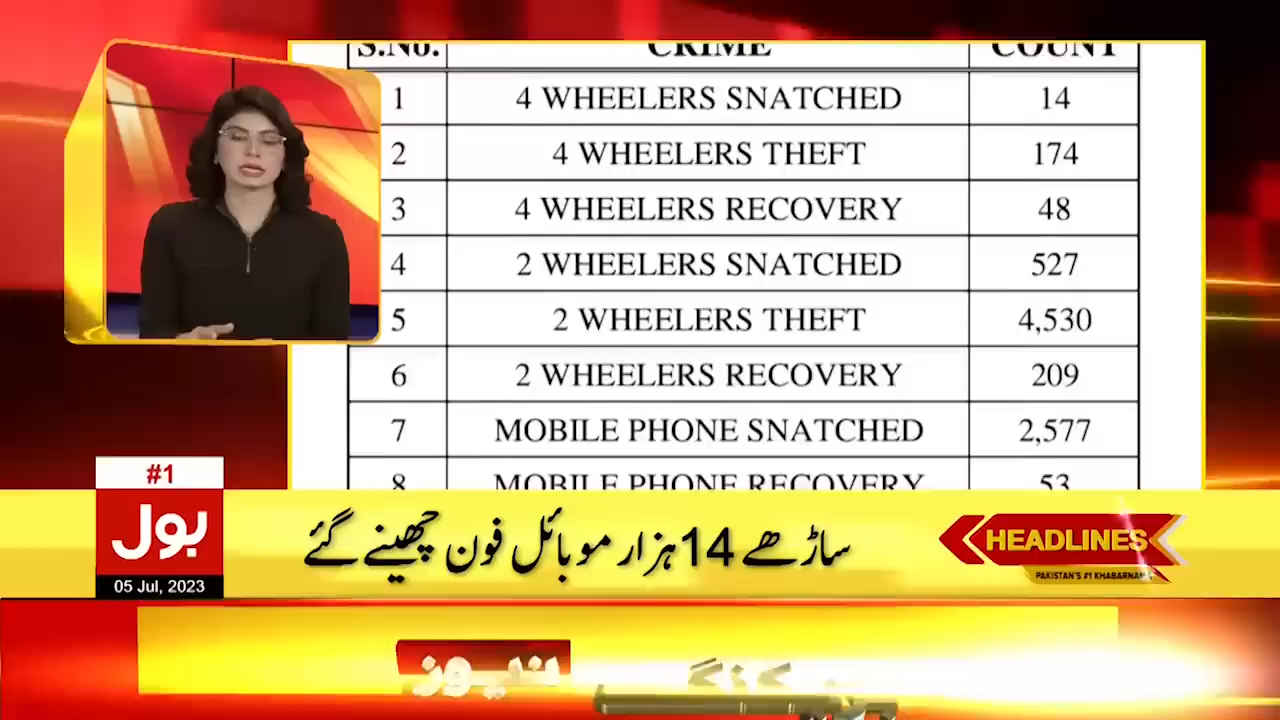 S.No. CRIME COUNT
1 4 WHEELERS SNATCHED 14
2 4 WHEELERS THEFT 174
3 4 WHEELERS RECOVERY 48
4 2 WHEELERS SNATCHED 527
5 2 WHEELERS THEFT 4,530
6 2 WHEELERS RECOVERY 209
7 MOBILE PHONE SNATCHED 2,577
8 MOBILE PHONE RECOVERY 53
#1
بول
05 Jul, 2023
ساڑھے 14 ہزار موبائل فون چھینے گئے
HEADLINES
PAKISTAN'S #1 KHABARNAMA